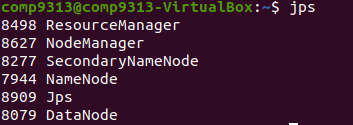 comp9313@comp9313-VirtualBox:~$ jps
8498 ResourceManager
8627 NodeManager
8277 SecondaryNameNode
7944 NameNode
8909 Jps
8079 DataNode